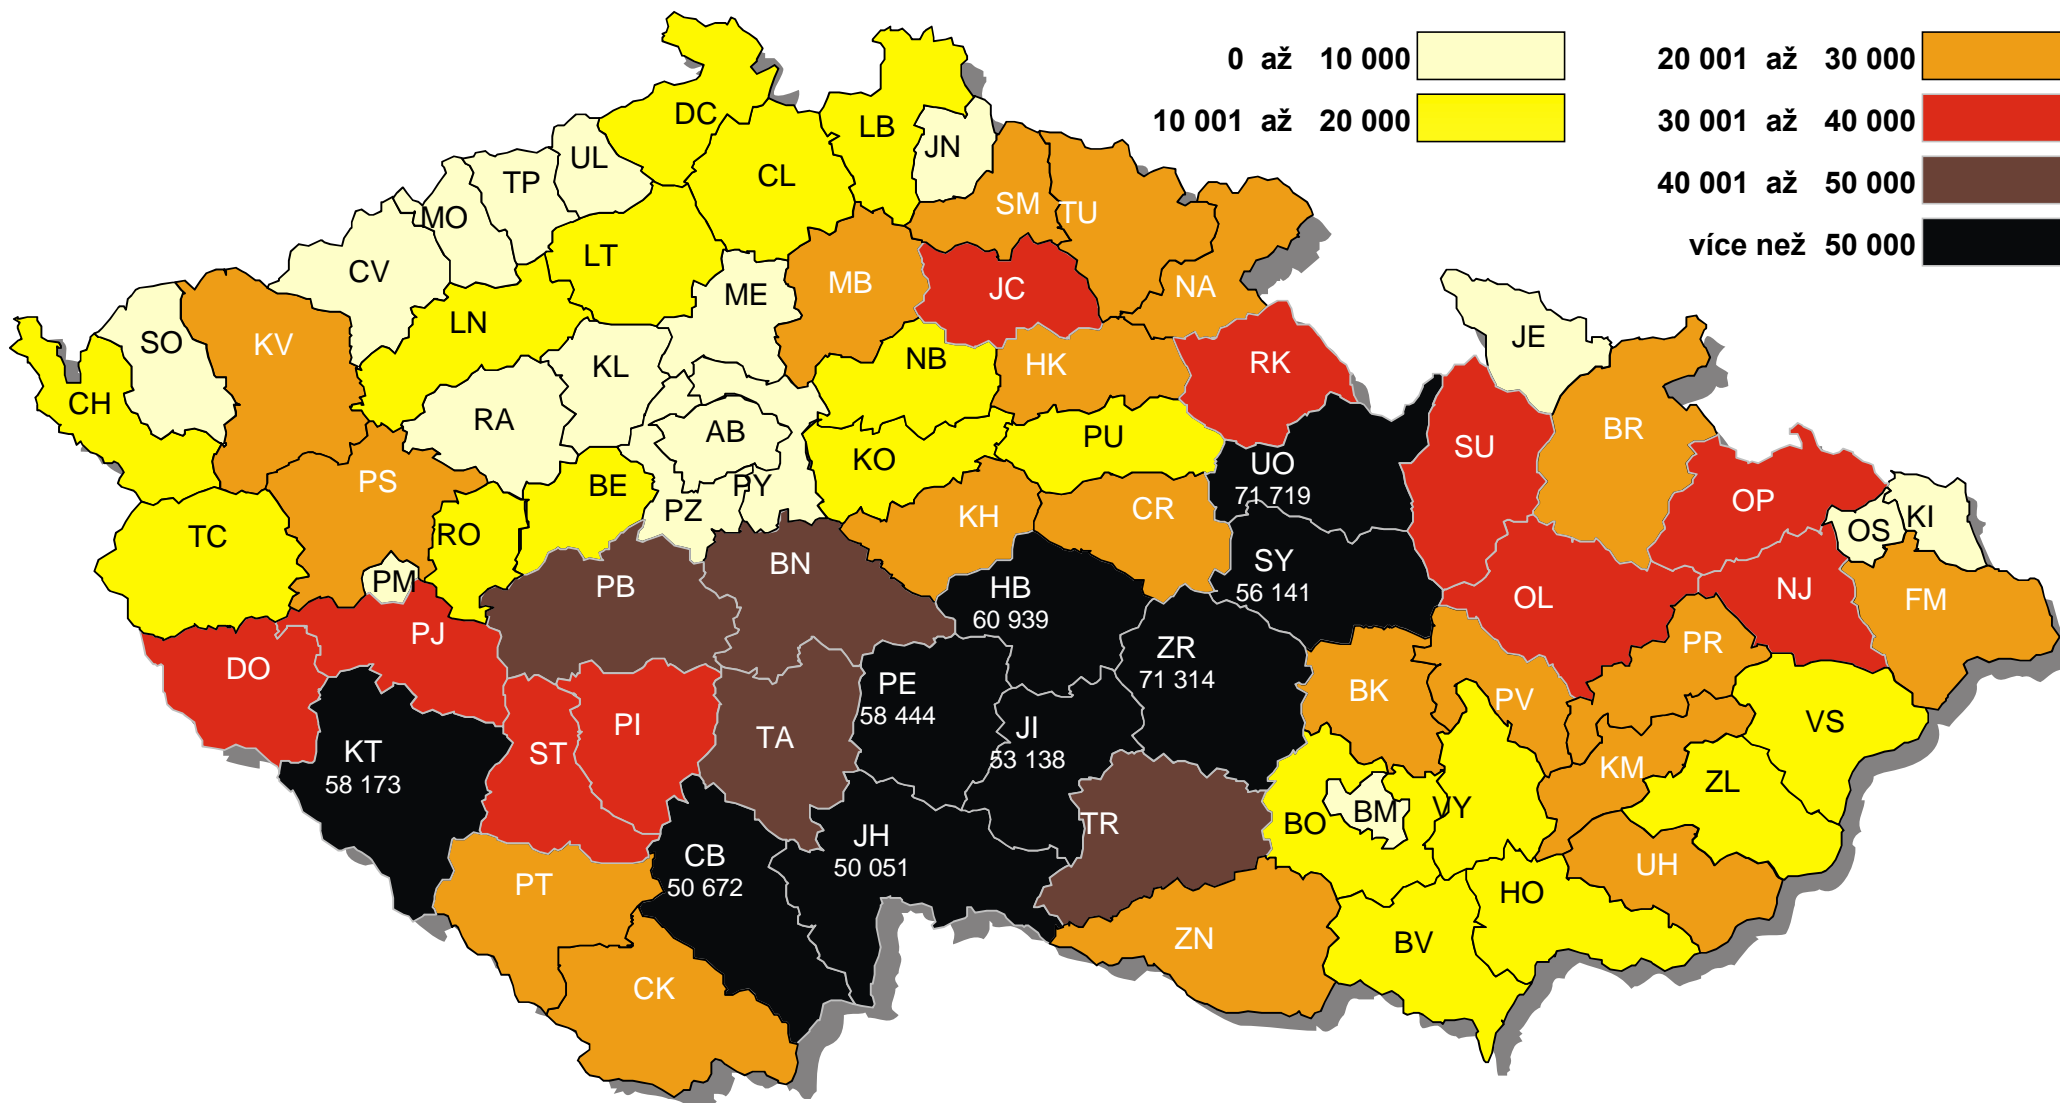 0 až 10 000
20 001 až 30 000
10 001 až 20 000
30 001 až 40 000
40 001 až 50 000
více než 50 000
DC
LB
JN
UL
TP
CL
MO
SM
TU
CV
LT
ME
MB
JC
NA
SO
KV
LN
KL
NB
HK
RK
JE
CH
RA
AB
KO
PU
UO
71 719
SU
BR
PS
BE
PZ
PY
KH
CR
OP
OS
KI
TC
RO
PM
PB
BN
HB
60 939
SY
56 141
OL
NJ
FM
DO
PJ
PE
58 444
ZR
71 314
BK
PV
PR
VS
KT
58 173
ST
PI
TA
JI
53 138
KM
ZL
CB
50 672
JH
50 051
TR
BO
BM
VY
PT
UH
HO
CK
ZN
BV